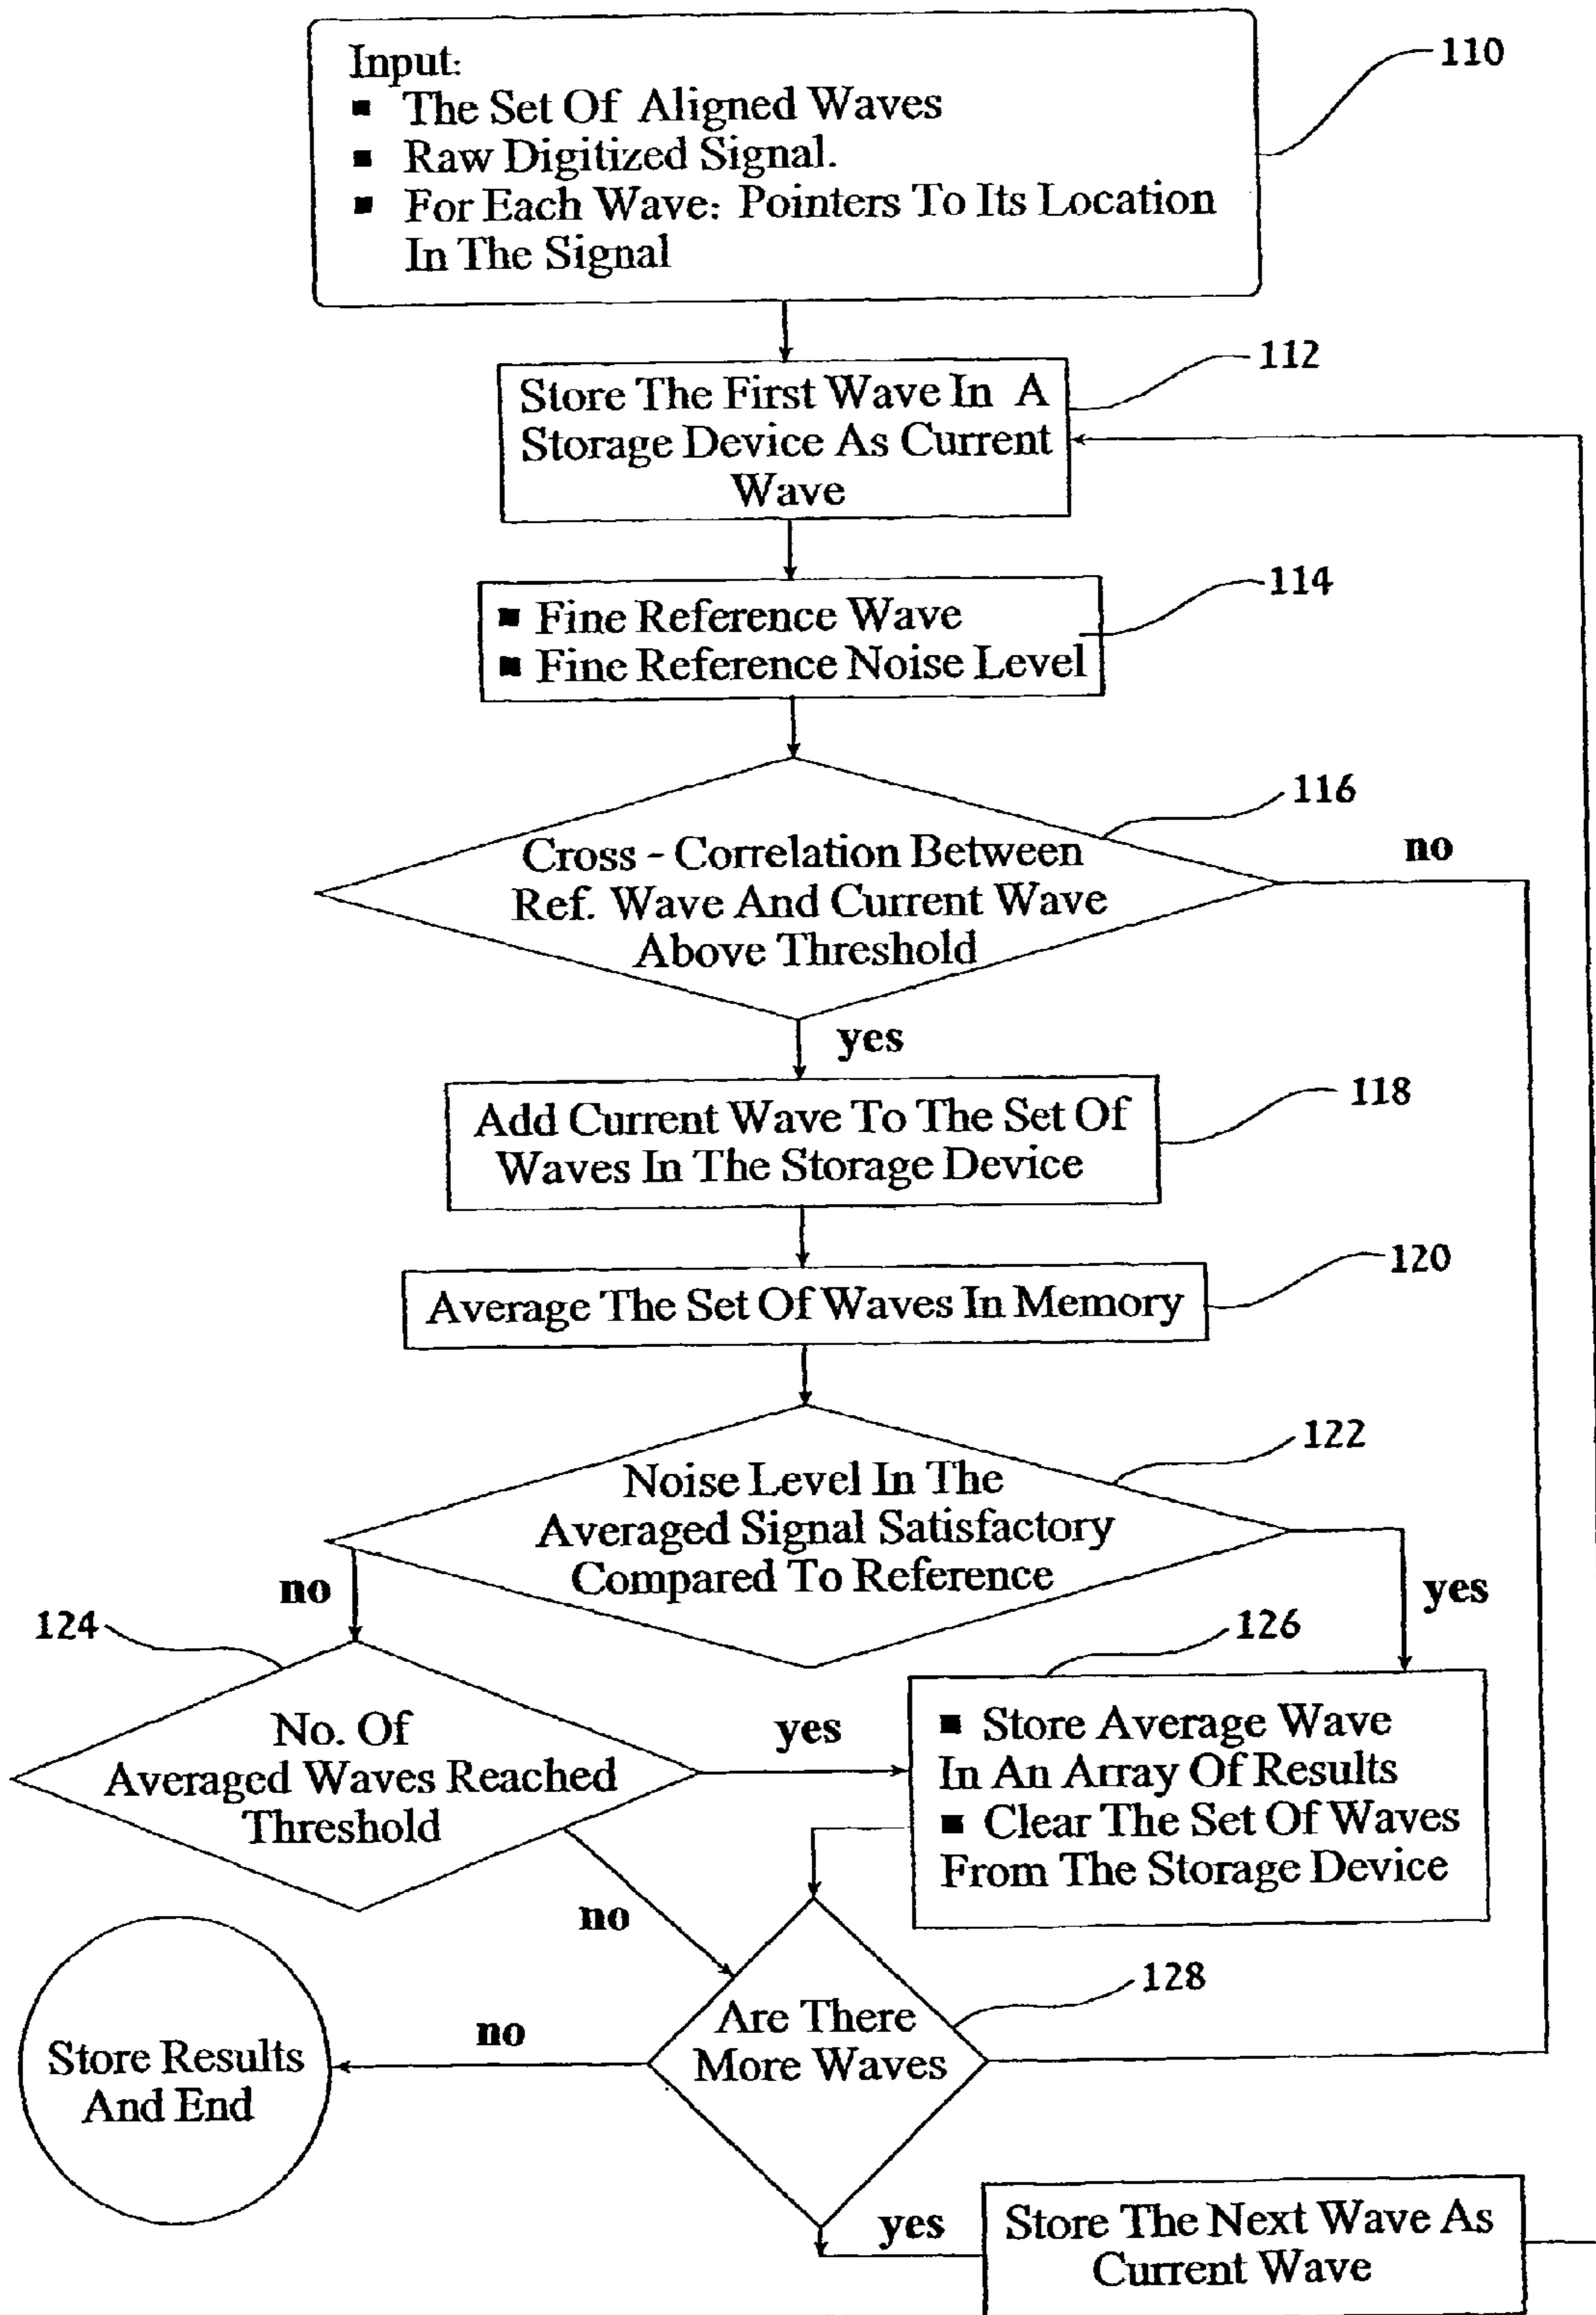 Input:
▪ The Set Of Aligned Waves
▪ Raw Digitized Signal.
▪ For Each Wave: Pointers To Its Location
In The Signal
110
Store The First Wave In A
Storage Device As Current
Wave
112
▪ Fine Reference Wave
▪ Fine Reference Noise Level
114
Cross - Correlation Between
Ref. Wave And Current Wave
Above Threshold
116
no
yes
Add Current Wave To The Set Of
Waves In The Storage Device
118
Average The Set Of Waves In Memory
120
Noise Level In The
Averaged Signal Satisfactory
Compared To Reference
122
no
yes
124
No. Of
Averaged Waves Reached
Threshold
yes
126
▪ Store Average Wave
In An Array Of Results
▪ Clear The Set Of Waves
From The Storage Device
no
Are There
More Waves
128
no
Store Results
And End
yes
Store The Next Wave As
Current Wave